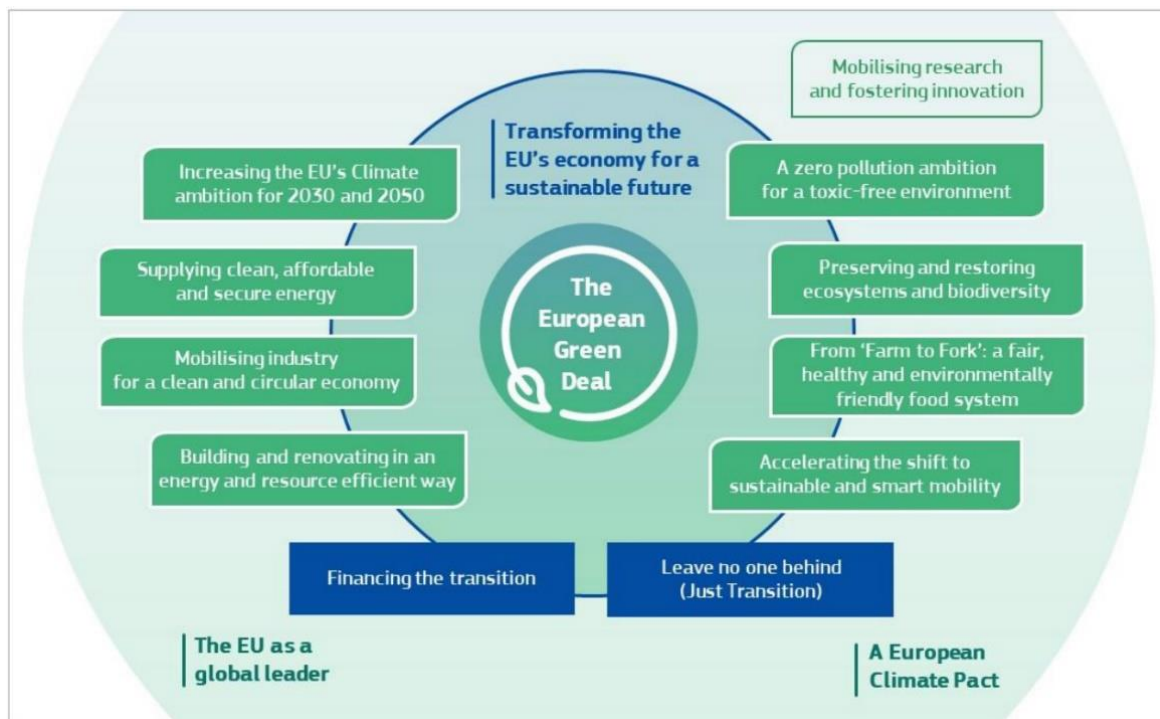 Mobilising research
and fostering innovation
Transforming the
EU's economy for a
sustainable future
Increasing the EU's Climate
ambition for 2030 and 2050
A zero pollution ambition
for a toxic-free environment
Supplying clean, affordable
and secure energy
Preserving and restoring
ecosystems and biodiversity
The
European
Green
Deal
Mobilising industry
for a clean and circular economy
From ‘Farm to Fork’: a fair,
healthy and environmentally
friendly food system
Building and renovating in an
energy and resource efficient way
Accelerating the shift to
sustainable and smart mobility
Financing the transition
Leave no one behind
(Just Transition)
The EU as a
global leader
A European
Climate Pact